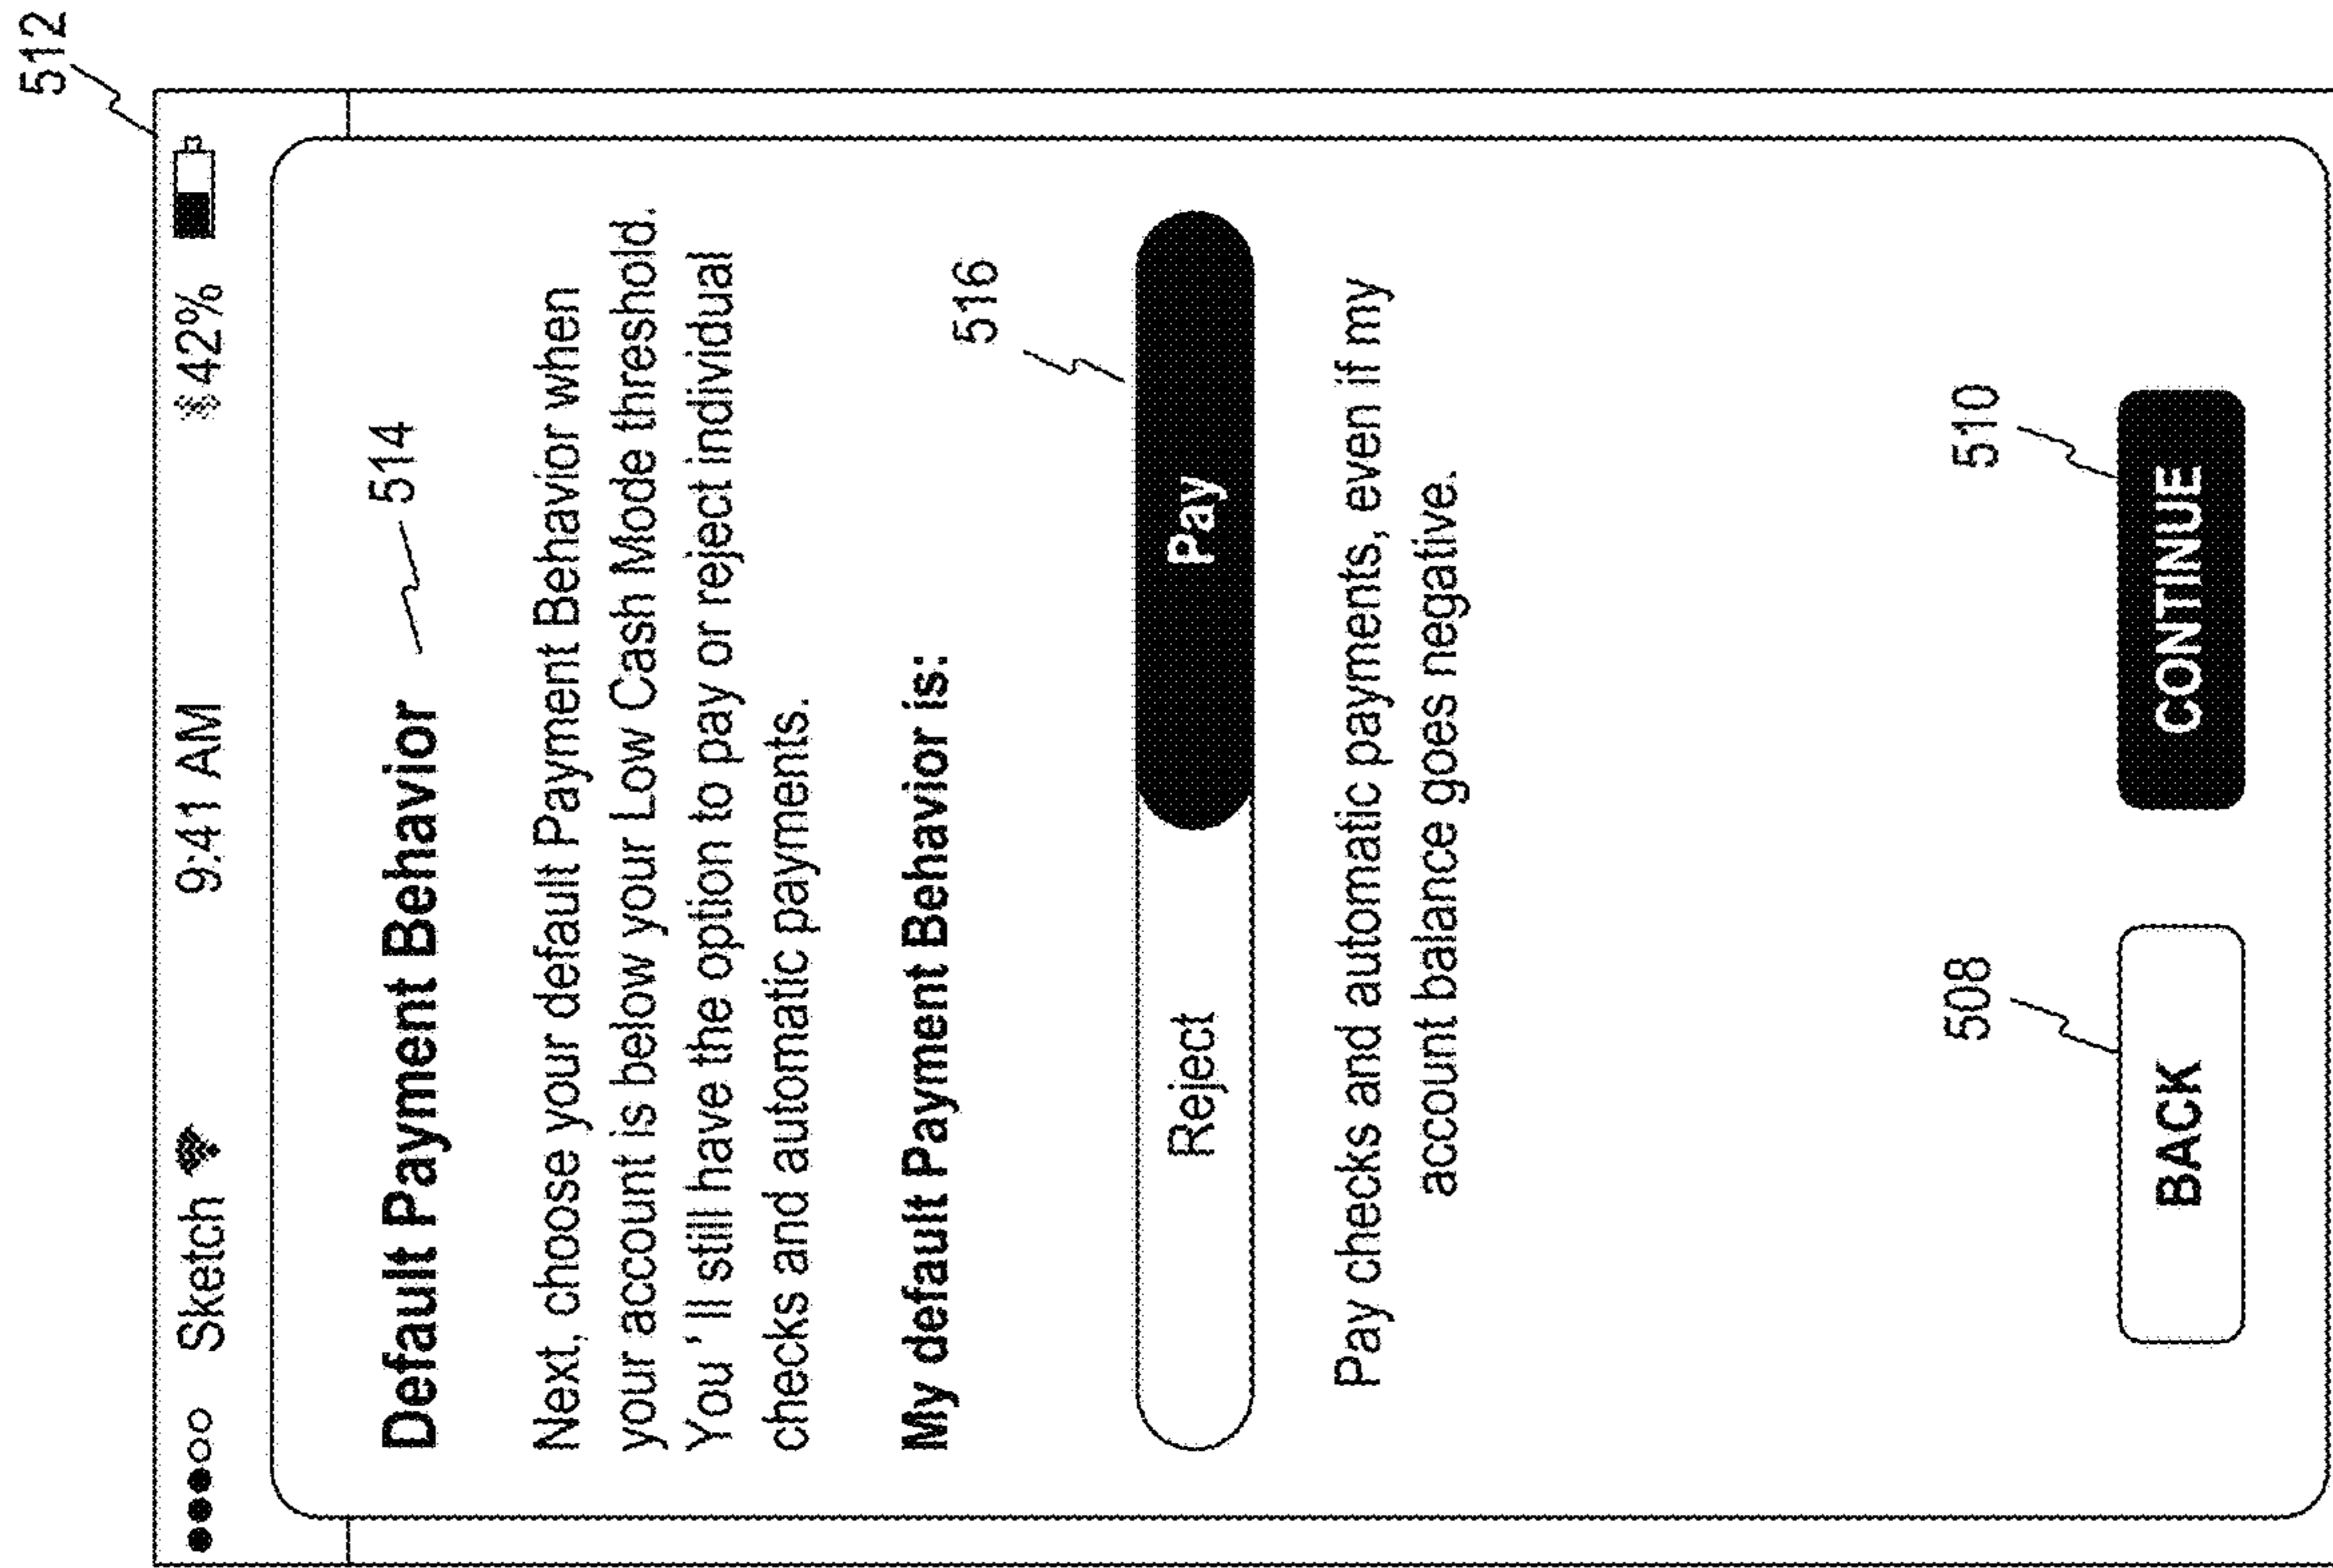 512
Sketch 9:41 AM 42%
Default Payment Behavior 514
Next, choose your default Payment Behavior when
your account is below your Low Cash Mode threshold.
You ' ll still have the option to pay or reject individual
checks and automatic payments.
My default Payment Behavior is:
516
Reject Pay
Pay checks and automatic payments, even if my
account balance goes negative.
508 510
BACK CONTINUE